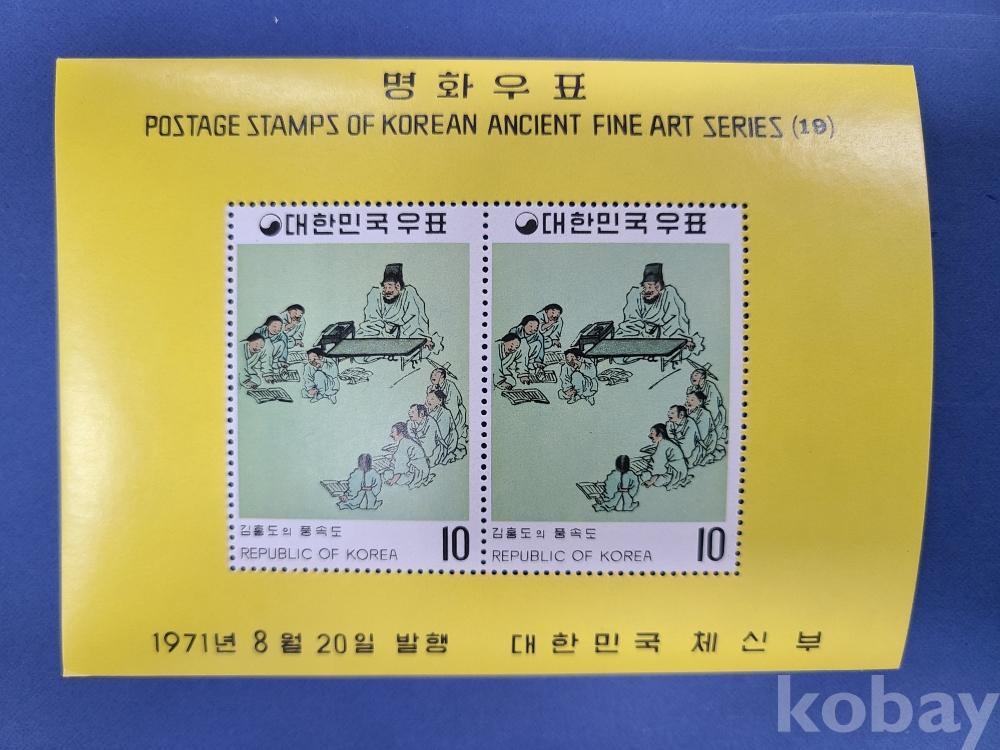 명화우표
POSTAGE STAMPS OF KOREAN ANCIENT FINE ART SERIES (19)
대한민국우표
대한민국우표
김홍도의 풍속도
REPUBLIC OF KOREA 10
김홍도의 풍속도
REPUBLIC OF KOREA 10
1971년 8월 20일 발행 대한민국 체신부
kobay